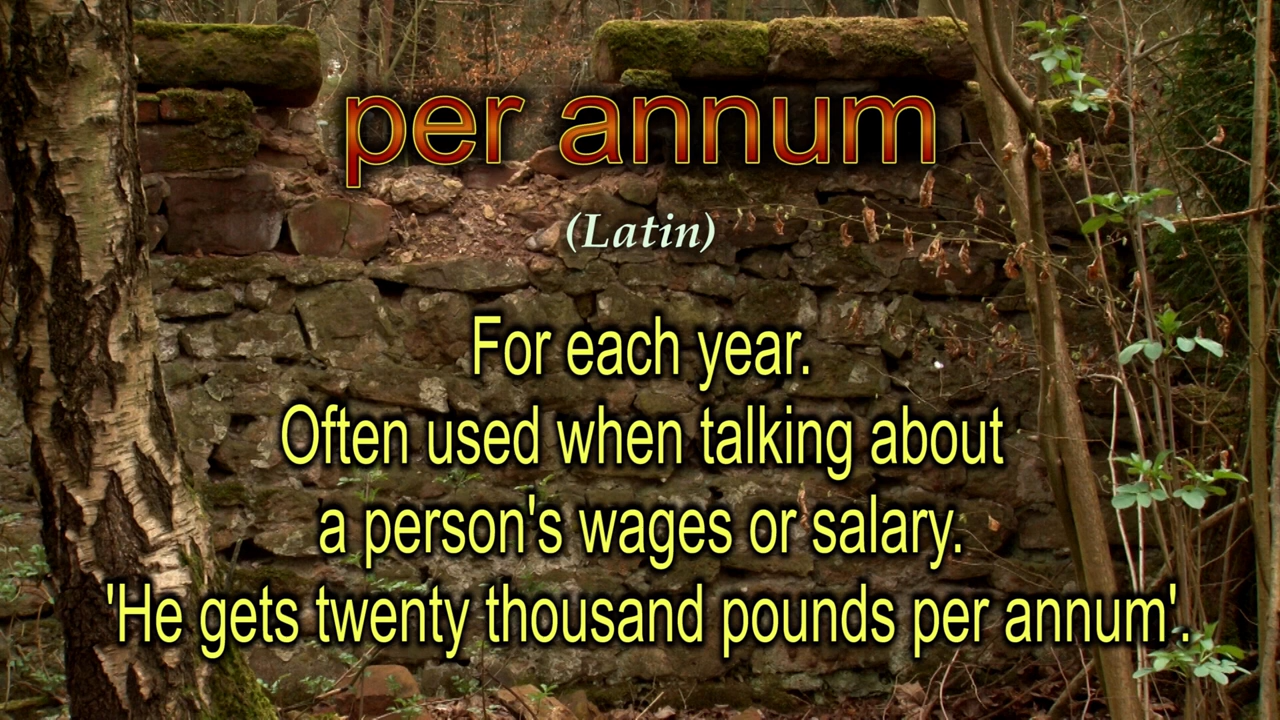 per annum
(Latin)
For each year.
Often used when talking about
a person's wages or salary.
'He gets twenty thousand pounds per annum'.